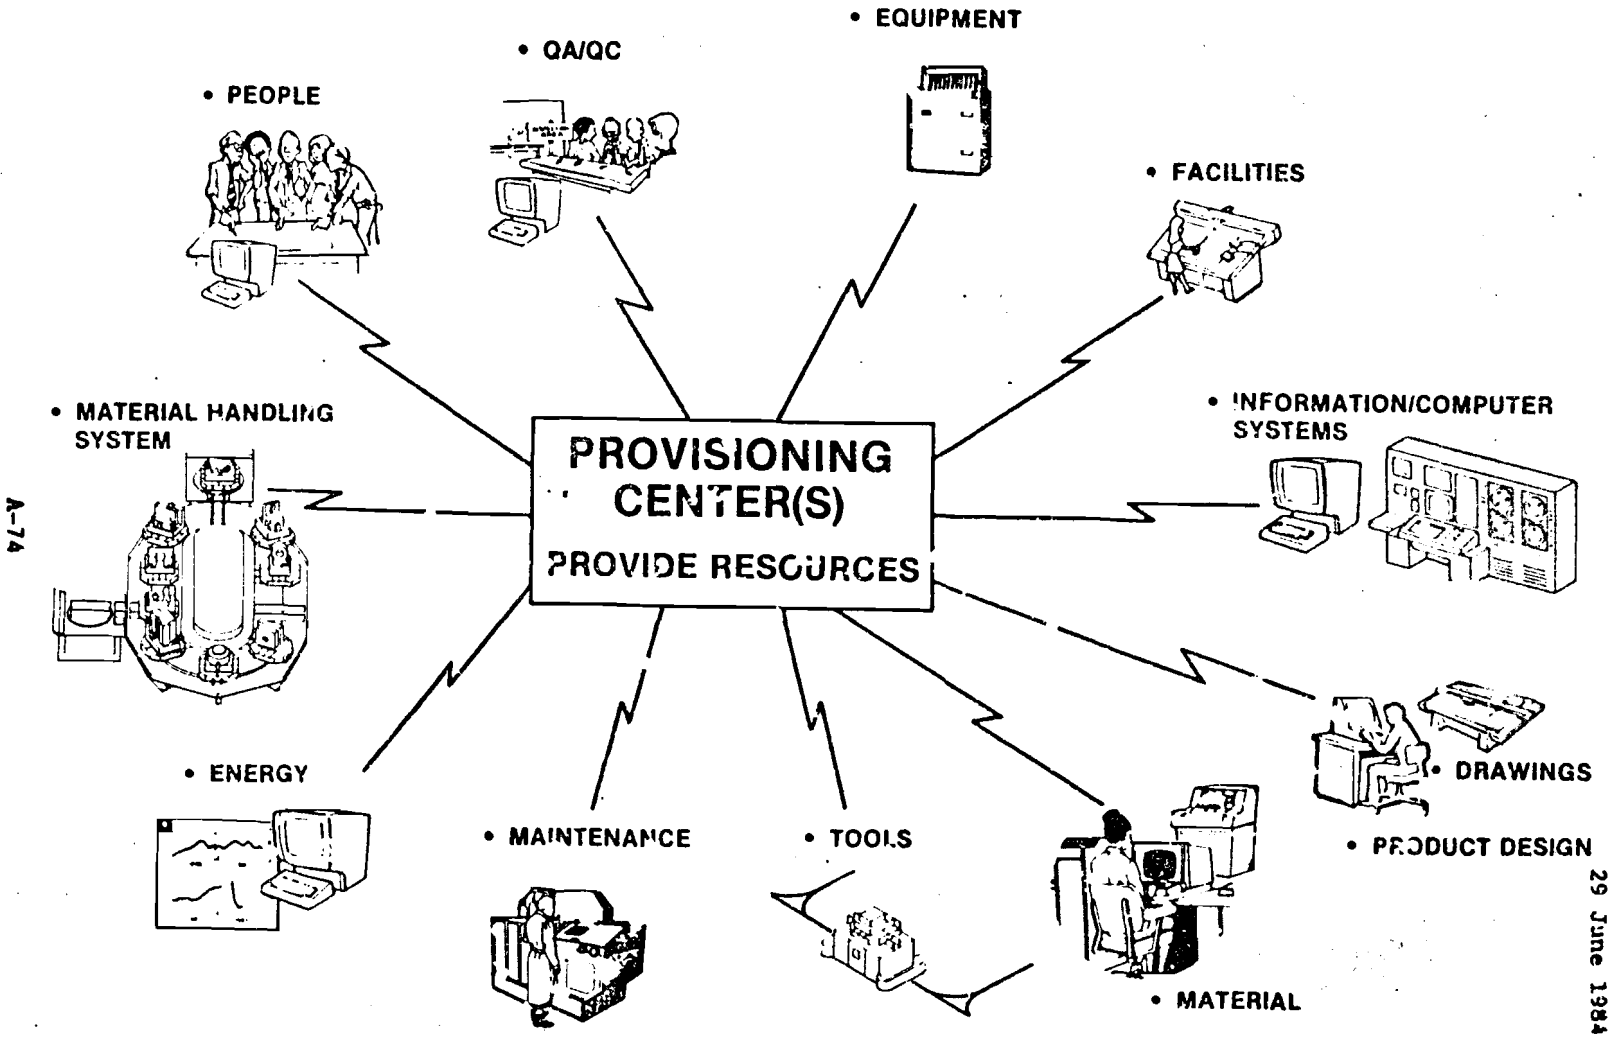 • EQUIPMENT
• QA/QC
• PEOPLE
• FACILITIES
• MATERIAL HANDLING
SYSTEM
• INFORMATION/COMPUTER
SYSTEMS
PROVISIONING
CENTER(S)
PROVIDE RESOURCES
A-74
• ENERGY
• DRAWINGS
• MAINTENANCE
• TOOLS
• PRODUCT DESIGN
• MATERIAL
29 June 1984